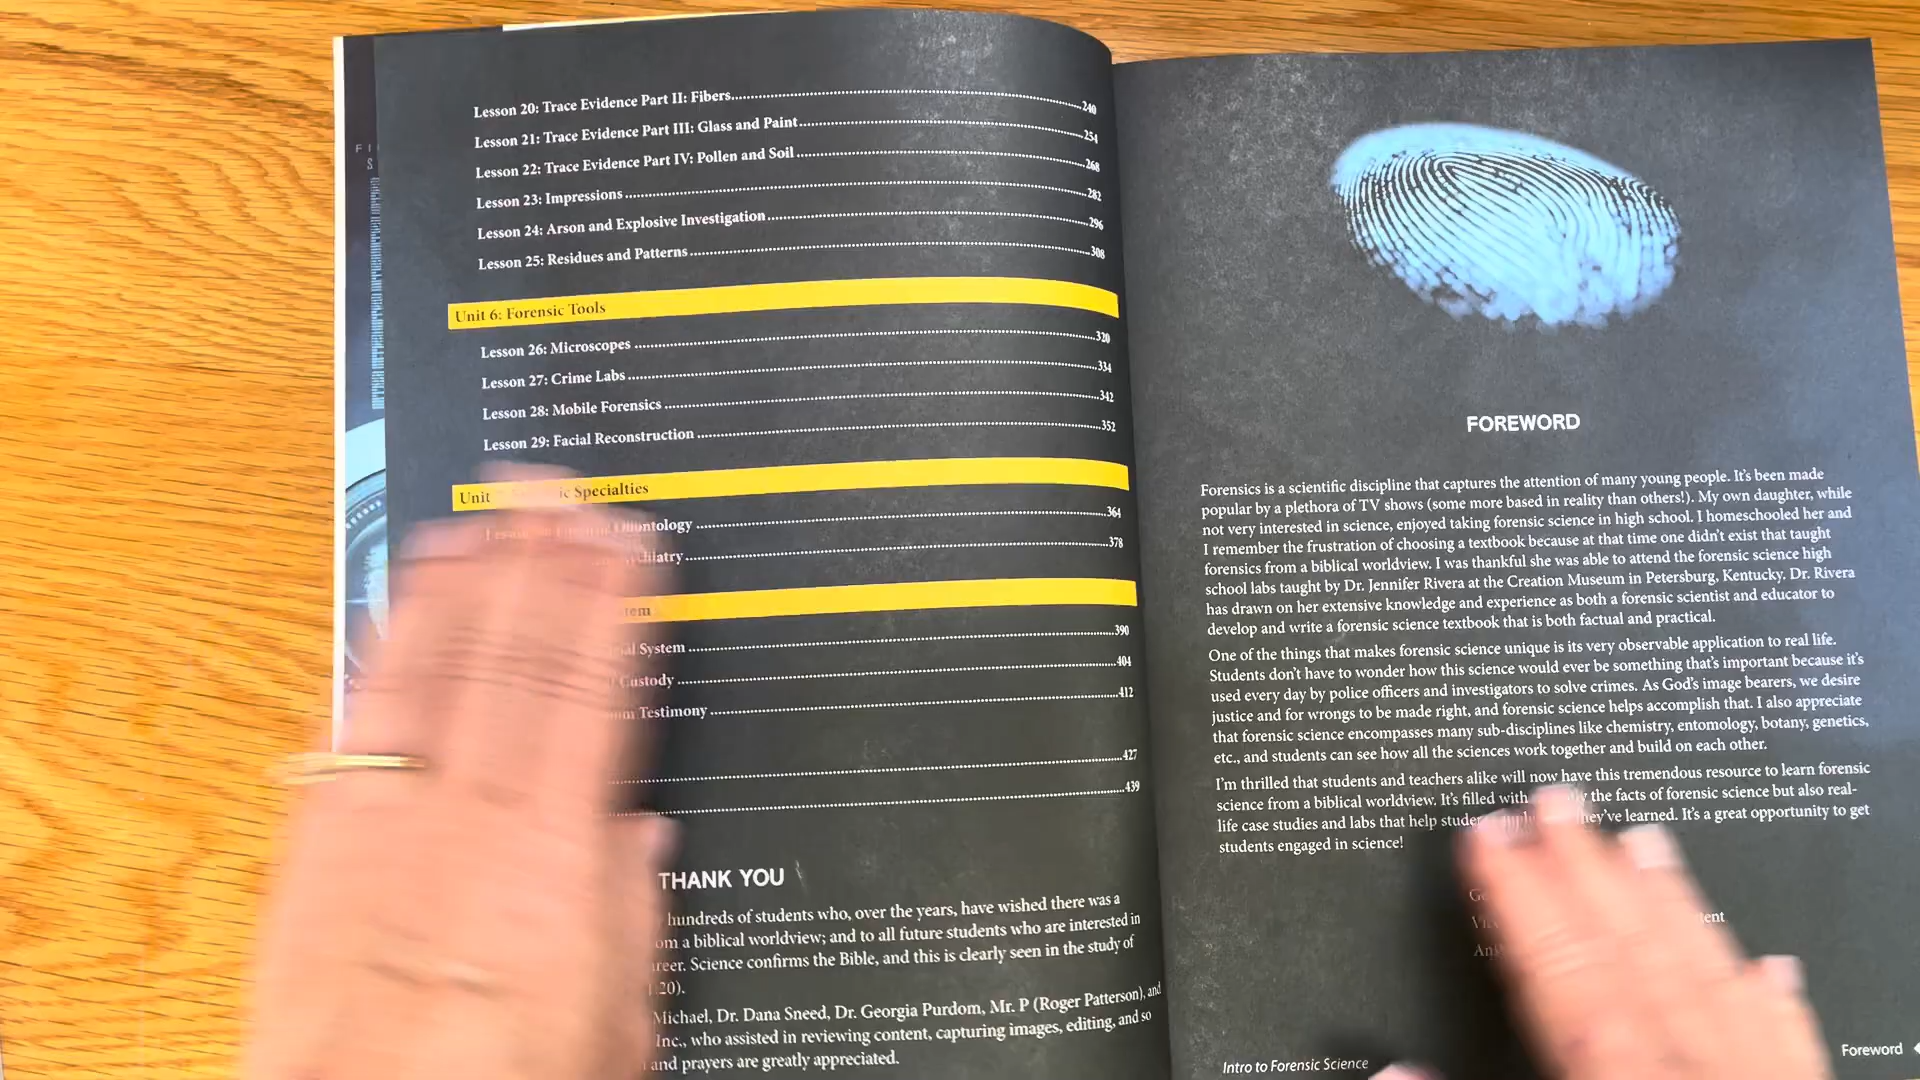 Lesson 20: Trace Evidence Part II: Fibers 240
Lesson 21: Trace Evidence Part III: Glass and Paint 254
Lesson 22: Trace Evidence Part IV: Pollen and Soil 268
Lesson 23: Impressions 282
Lesson 24: Arson and Explosive Investigation 296
Lesson 25: Residues and Patterns 308
Unit 6: Forensic Tools
Lesson 26: Microscopes 320
Lesson 27: Crime Labs 334
Lesson 28: Mobile Forensics 342
Lesson 29: Facial Reconstruction 352
Unit Specialties
Odontology 364
378
390
System
Custody 404
Testimony 412
427
439
THANK YOU
hundreds of students who, over the years, have wished there was a
a biblical worldview; and to all future students who are interested in
Science confirms the Bible, and this is clearly seen in the study of
20).
Michael, Dr. Dana Sneed, Dr. Georgia Purdom, Mr. P (Roger Patterson), and
Inc., who assisted in reviewing content, capturing images, editing, and so
and prayers are greatly appreciated.
FOREWORD
Forensics is a scientific discipline that captures the attention of many young people. It's been made
popular by a plethora of TV shows (some more based in reality than others!). My own daughter, while
not very interested in science, enjoyed taking forensic science in high school. I homeschooled her and
I remember the frustration of choosing a textbook because at that time one didn't exist that taught
forensics from a biblical worldview. I was thankful she was able to attend the forensic science high
school labs taught by Dr. Jennifer Rivera at the Creation Museum in Petersburg, Kentucky. Dr. Rivera
has drawn on her extensive knowledge and experience as both a forensic scientist and educator to
develop and write a forensic science textbook that is both factual and practical.
One of the things that makes forensic science unique is its very observable application to real life.
Students don't have to wonder how this science would ever be something that's important because it's
used every day by police officers and investigators to solve crimes. As God's image bearers, we desire
justice and for wrongs to be made right, and forensic science helps accomplish that. I also appreciate
that forensic science encompasses many sub-disciplines like chemistry, entomology, botany, genetics,
etc., and students can see how all the sciences work together and build on each other.
I'm thrilled that students and teachers alike will now have this tremendous resource to learn forensic
science from a biblical worldview. It's filled with the facts of forensic science but also real-
life case studies and labs that help they've learned. It's a great opportunity to get
students engaged in science!
Intro to Forensic Science
Foreword